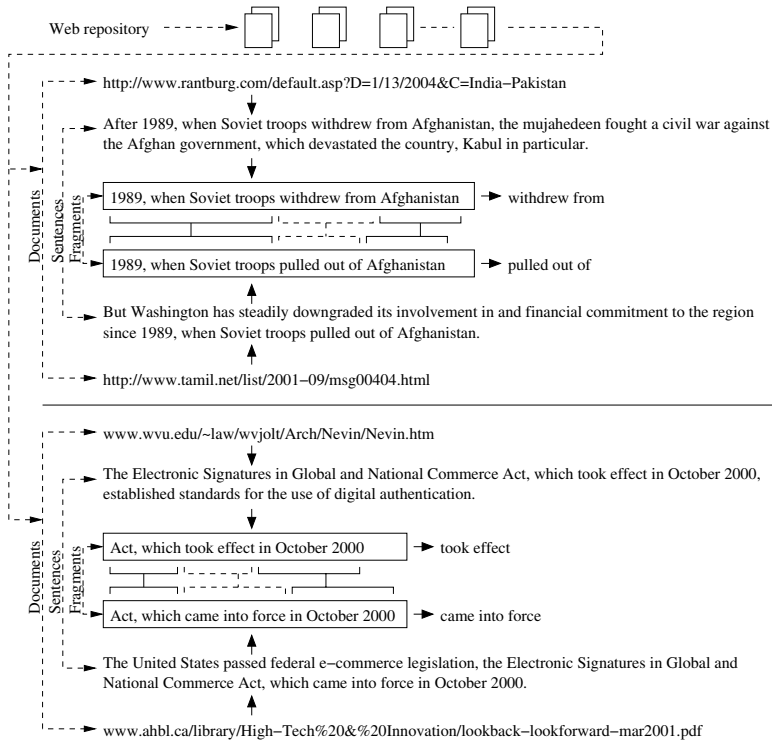 Web repository
http://www.rantburg.com/default.asp?D=1/13/2004&C=India−Pakistan
After 1989, when Soviet troops withdrew from Afghanistan, the mujahedeen fought a civil war against
the Afghan government, which devastated the country, Kabul in particular.
Documents
Sentences
Fragments
1989, when Soviet troops withdrew from Afghanistan
withdrew from
1989, when Soviet troops pulled out of Afghanistan
pulled out of
But Washington has steadily downgraded its involvement in and financial commitment to the region
since 1989, when Soviet troops pulled out of Afghanistan.
http://www.tamil.net/list/2001−09/msg00404.html
www.wvu.edu/~law/wvjolt/Arch/Nevin/Nevin.htm
The Electronic Signatures in Global and National Commerce Act, which took effect in October 2000,
established standards for the use of digital authentication.
Documents
Sentences
Fragments
Act, which took effect in October 2000
took effect
Act, which came into force in October 2000
came into force
The United States passed federal e−commerce legislation, the Electronic Signatures in Global and
National Commerce Act, which came into force in October 2000.
www.ahbl.ca/library/High−Tech%20&%20Innovation/lookback−lookforward−mar2001.pdf